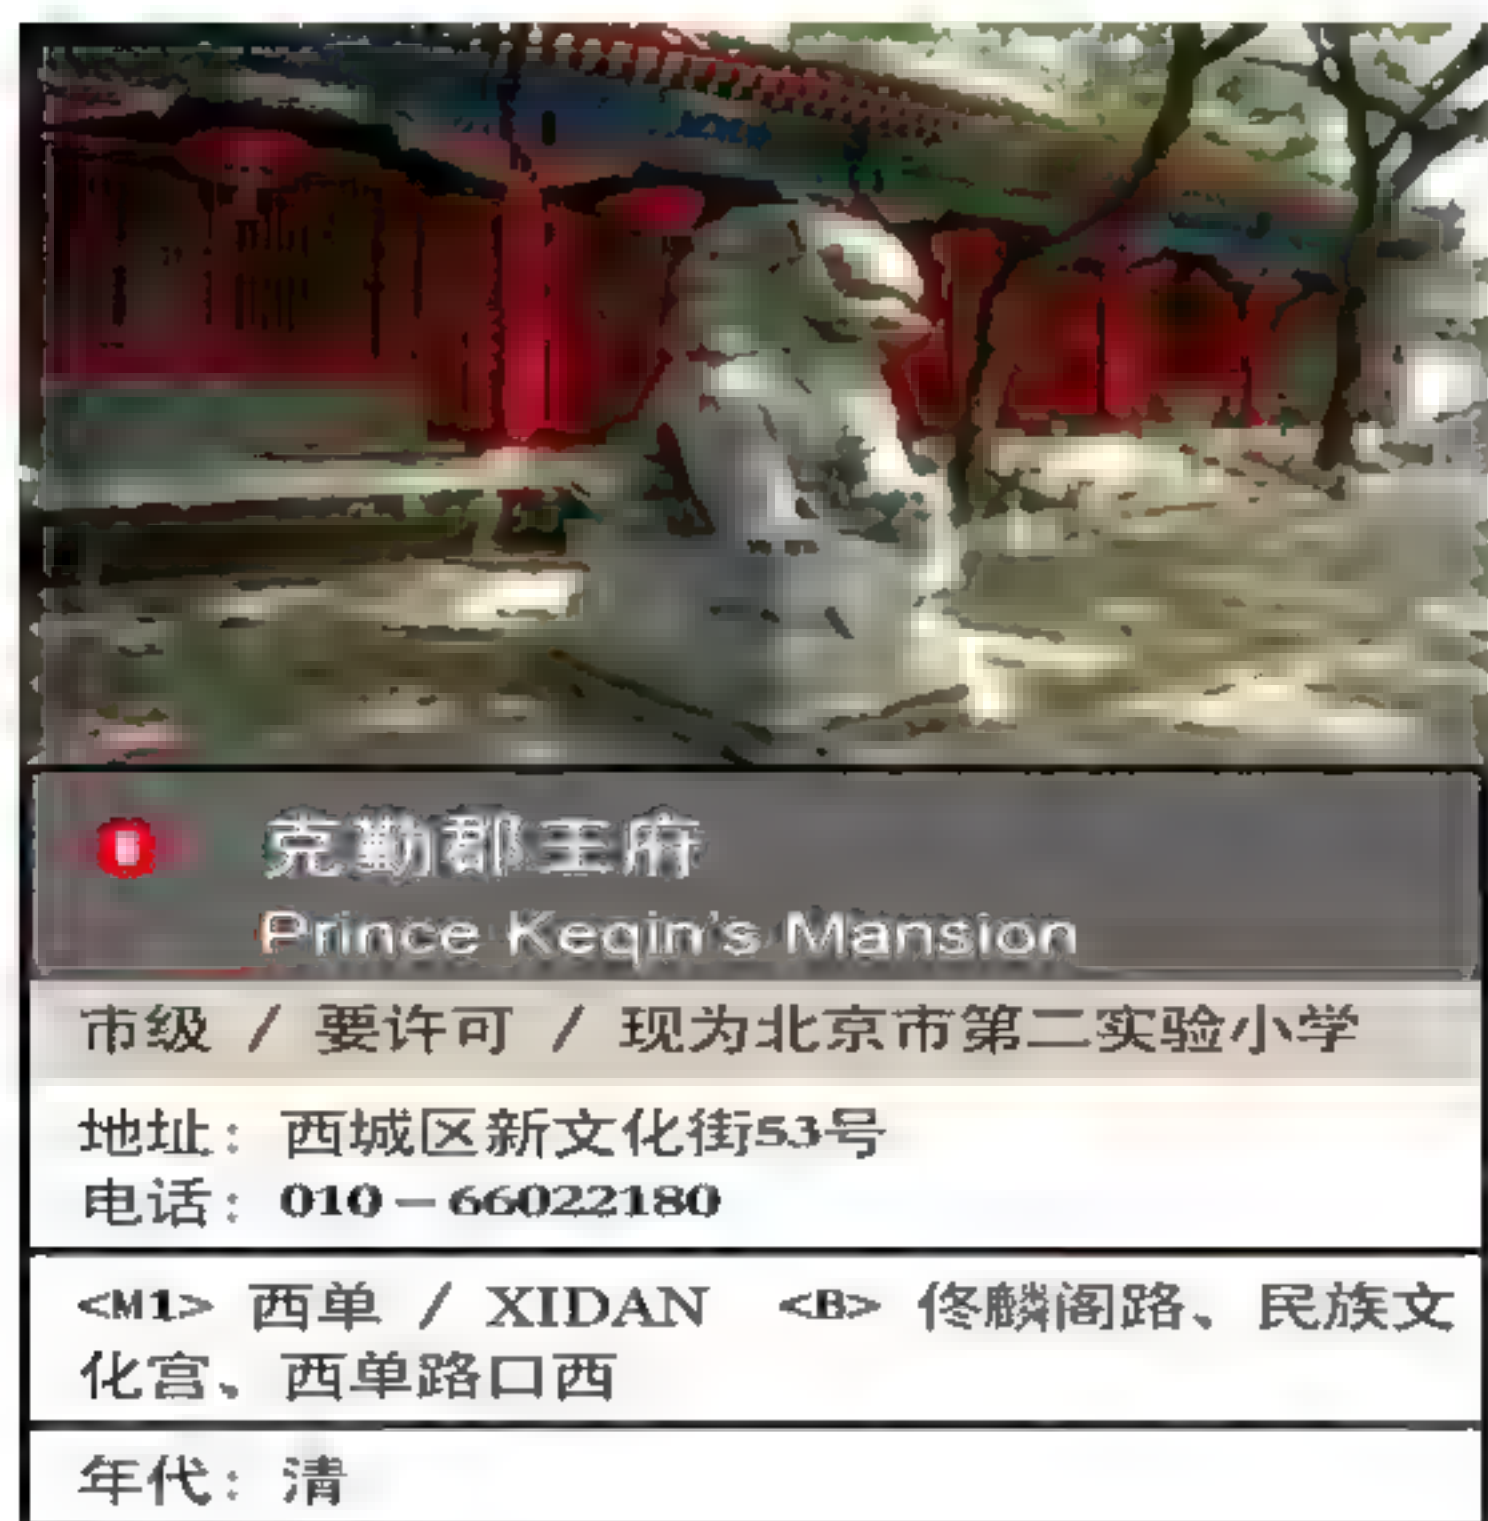 克勤郡王府
Prince Keqin's Mansion
市级 / 要许可 / 现为北京市第二实验小学
地址：西城区新文化街53号
电话：010-66022180
<M1> 西单 / XIDAN <B> 佟麟阁路、民族文
化宫、西单路口西
年代：清